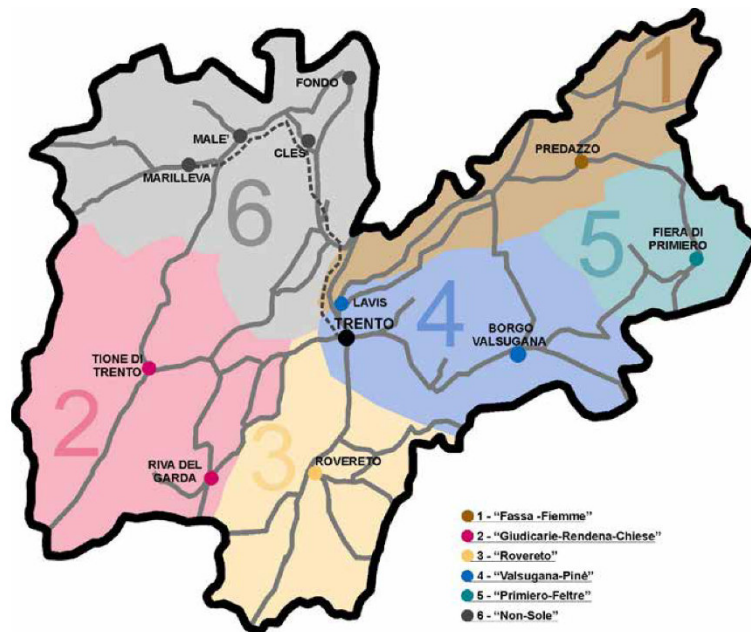 1
FONDO
MALE'
CLES
MARILLEVA
PREDAZZO
6
5
FIERA DI
PRIMIERO
LAVIS
TRENTO
4
BORGO
VALSUGANA
TIONE DI
TRENTO
2
RIVA DEL
GARDA
3
ROVERETO
1 - "Fassa -Fiemme"
2 - "Giudicarie-Rendena-Chiese"
3 - "Rovereto"
4 - "Valsugana-Pinè"
5 - "Primiero-Feltre"
6 - "Non-Sole"